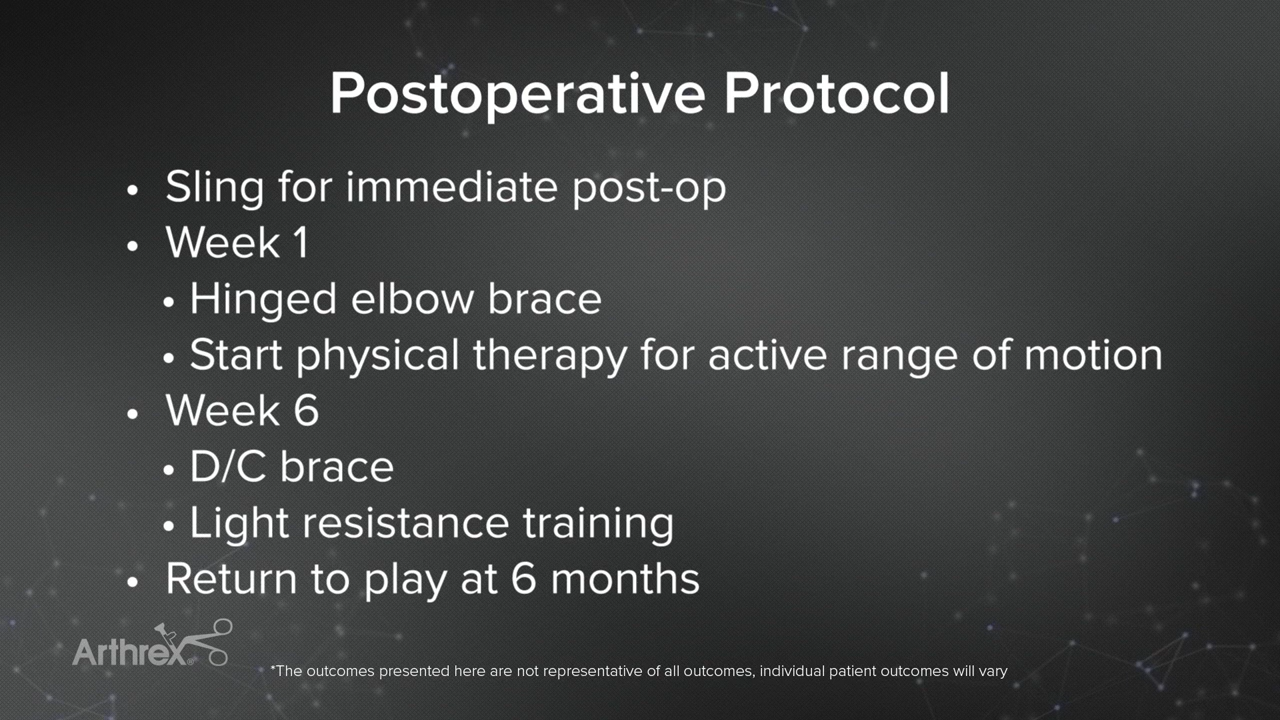 Postoperative Protocol
• Sling for immediate post-op
• Week 1
• Hinged elbow brace
• Start physical therapy for active range of motion
• Week 6
• D/C brace
• Light resistance training
• Return to play at 6 months
Arthrex®
*The outcomes presented here are not representative of all outcomes, individual patient outcomes will vary